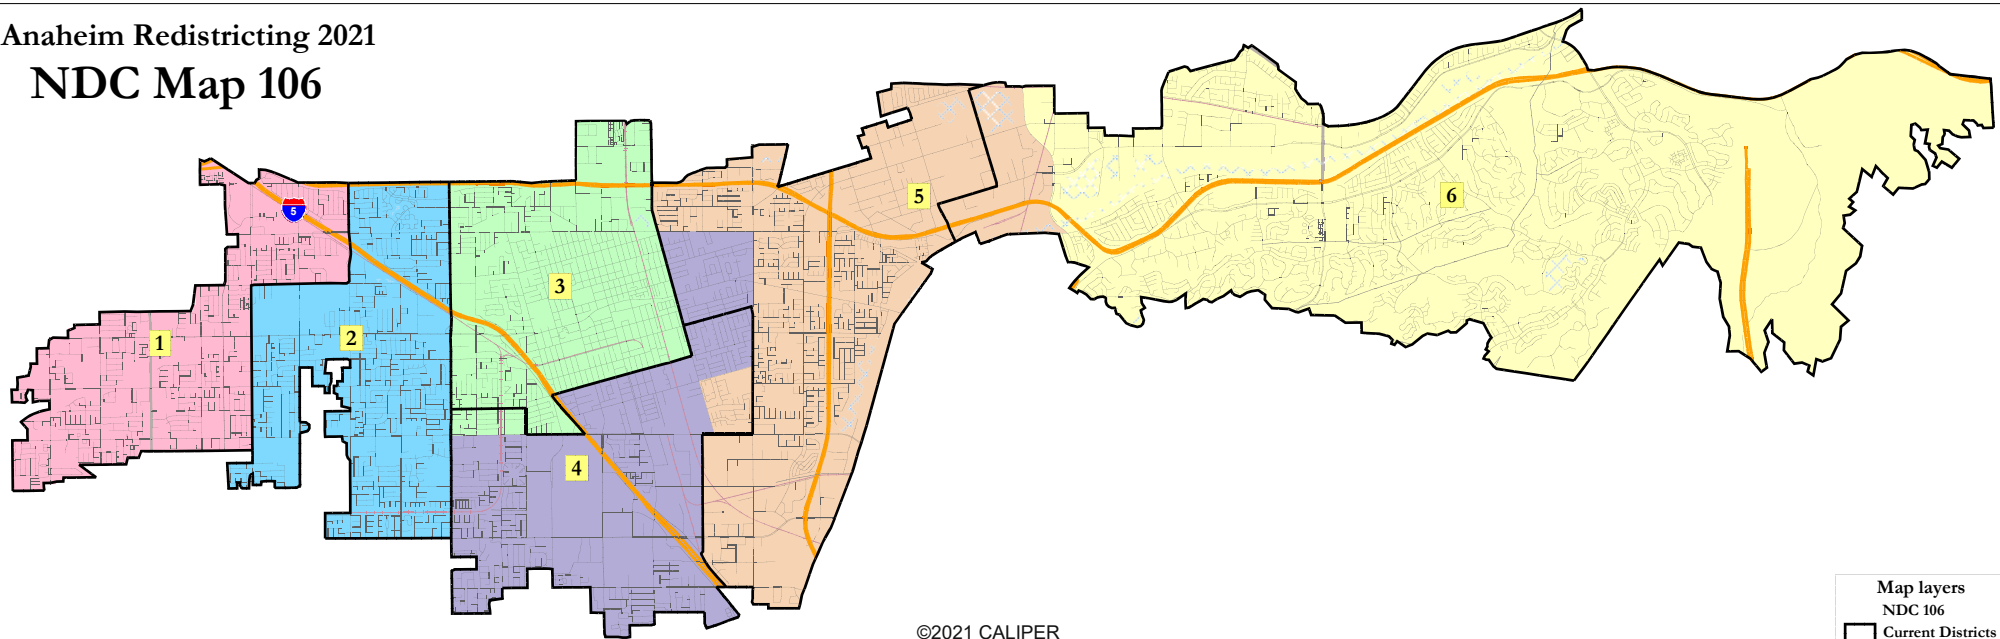 Anaheim Redistricting 2021
NDC Map 106
5
1
2
3
4
5
6
©2021 CALIPER
Map layers
NDC 106
Current Districts